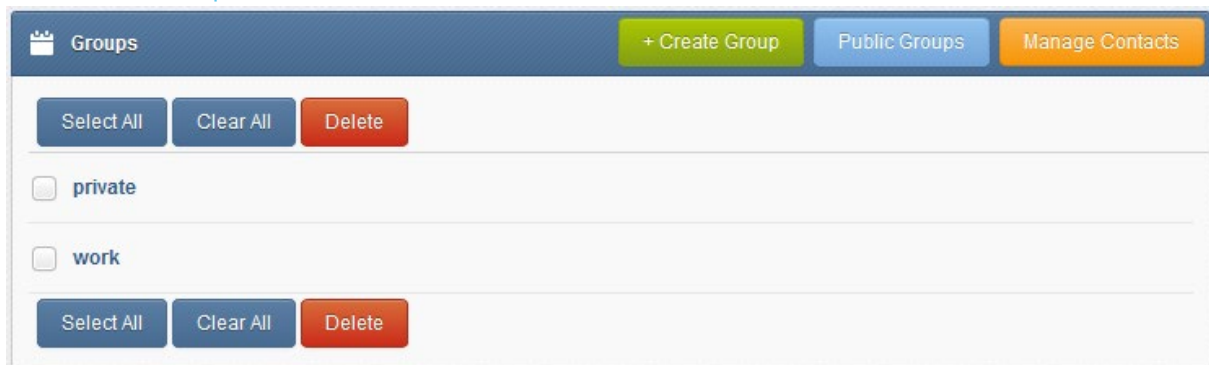 Groups + Create Group Public Groups Manage Contacts
Select All Clear All Delete
private
work
Select All Clear All Delete